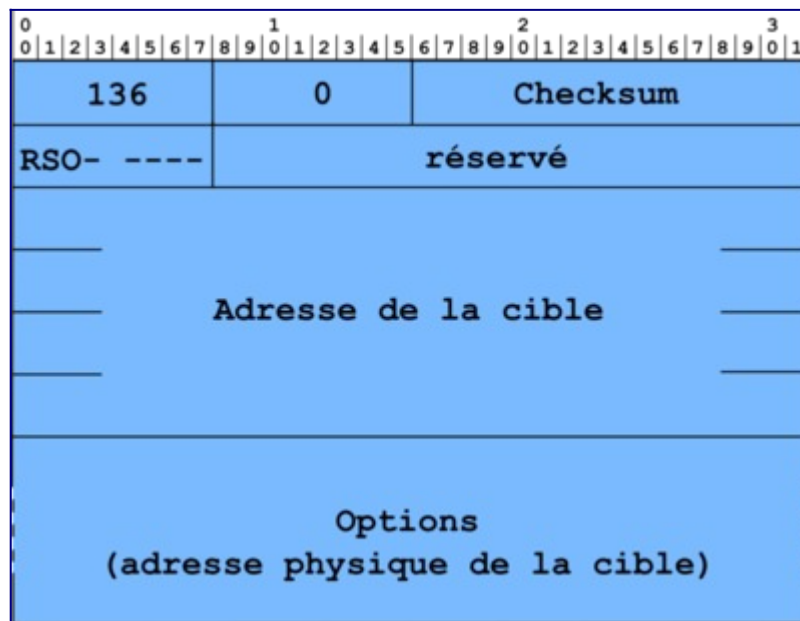 0 1 2 3
0|1|2|3|4|5|6|7|8|9|0|1|2|3|4|5|6|7|8|9|0|1|2|3|4|5|6|7|8|9|0|1
136 0 Checksum
RSO- ---- réservé
Adresse de la cible
Options
(adresse physique de la cible)